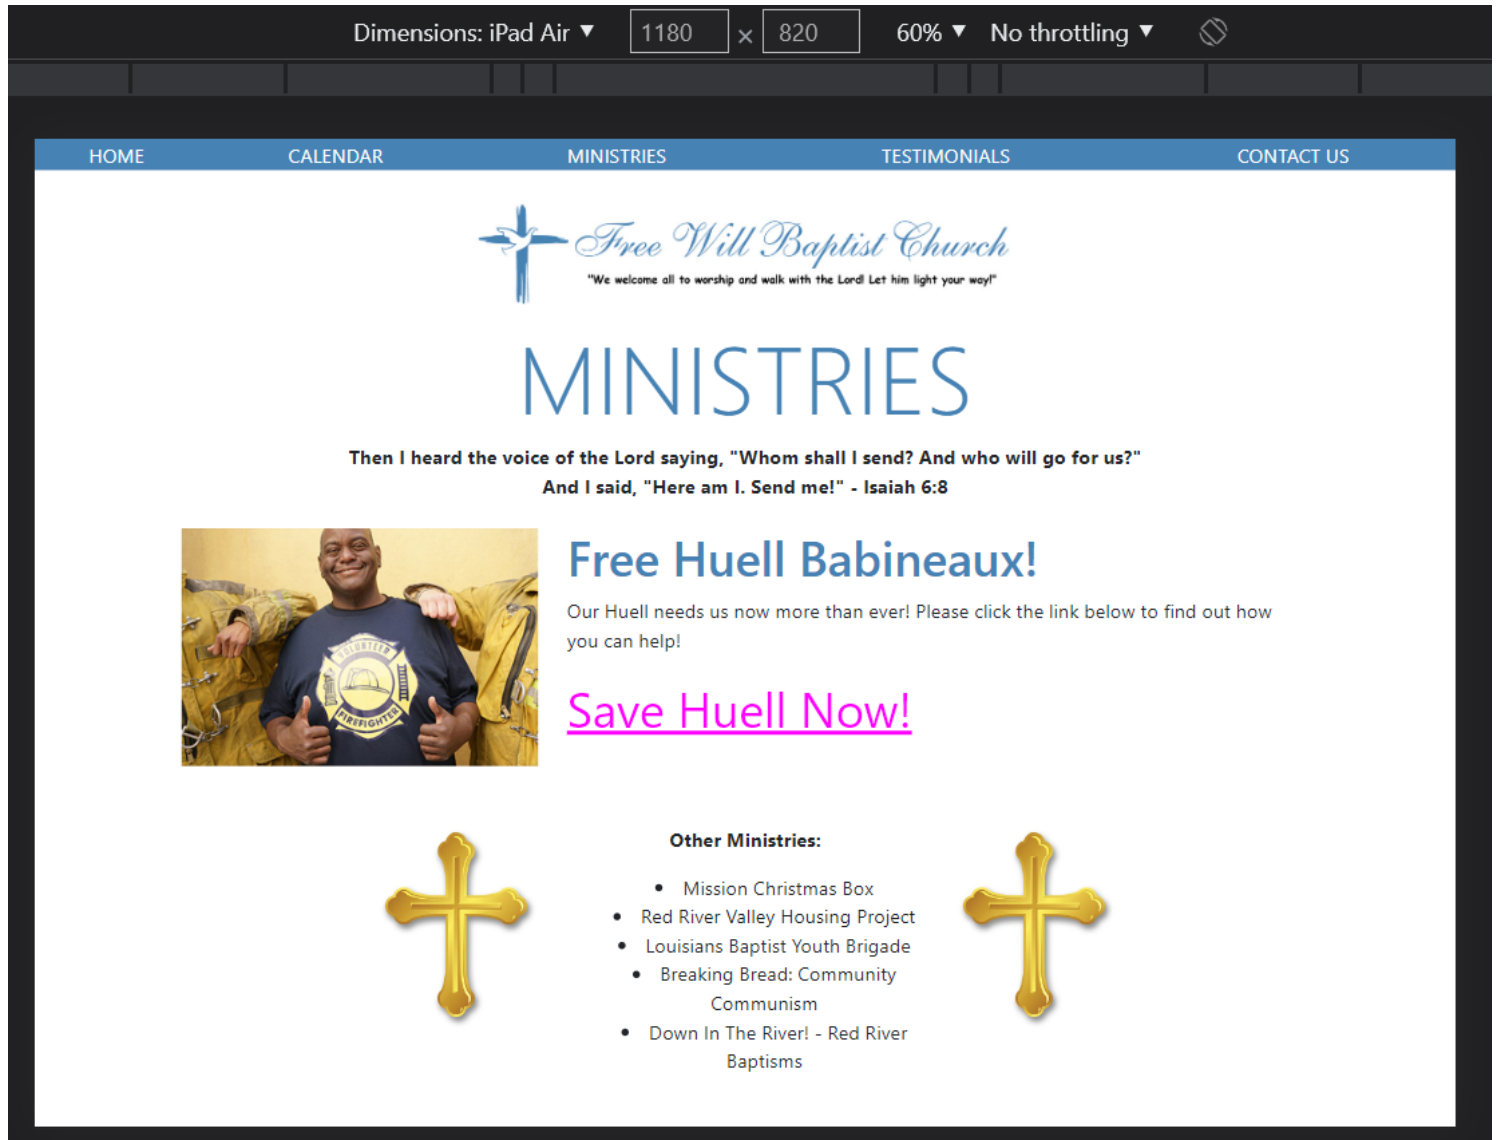 Dimensions: iPad Air ▼ 1180 × 820 60% ▼ No throttling ▼
HOME CALENDAR MINISTRIES TESTIMONIALS CONTACT US
Free Will Baptist Church
"We welcome all to worship and walk with the Lord! Let him light your way!"
MINISTRIES
Then I heard the voice of the Lord saying, "Whom shall I send? And who will go for us?"
And I said, "Here am I. Send me!" - Isaiah 6:8
Free Huell Babineaux!
Our Huell needs us now more than ever! Please click the link below to find out how
you can help!
Save Huell Now!
VOLUNTEER
FIREFIGHTER
Other Ministries:
• Mission Christmas Box
• Red River Valley Housing Project
• Louisians Baptist Youth Brigade
• Breaking Bread: Community
Communism
• Down In The River! - Red River
Baptisms